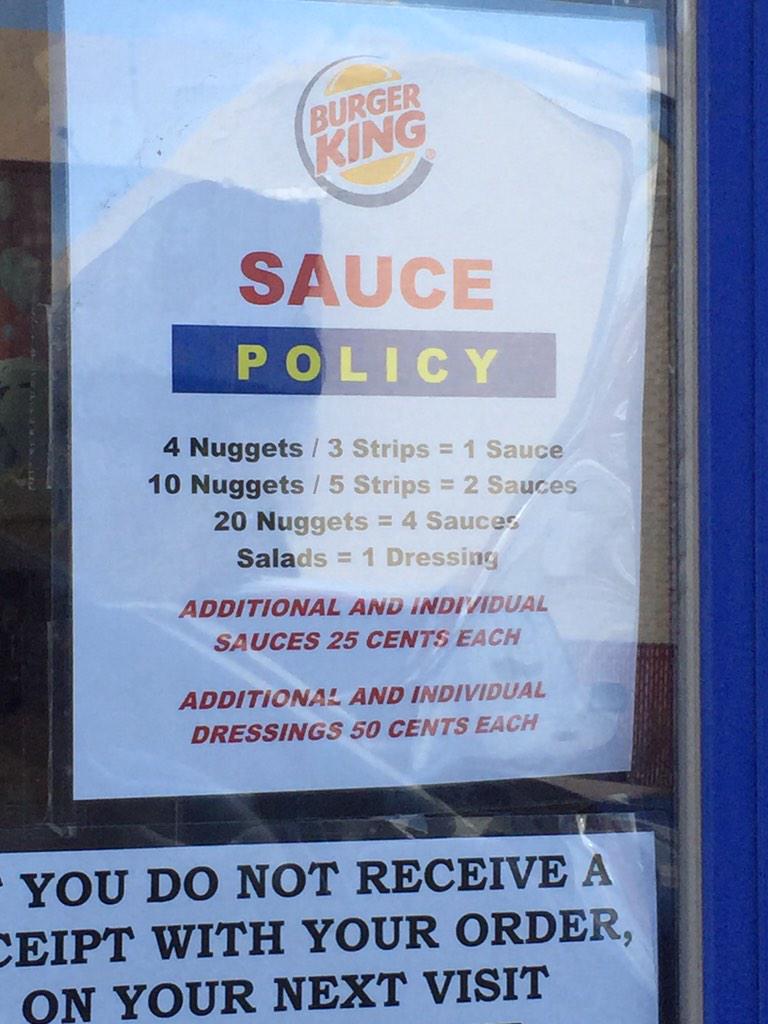 BURGER
KING
SAUCE
POLICY
4 Nuggets / 3 Strips = 1 Sauce
10 Nuggets / 5 Strips = 2 Sauces
20 Nuggets = 4 Sauces
Salads = 1 Dressing
ADDITIONAL AND INDIVIDUAL
SAUCES 25 CENTS EACH
ADDITIONAL AND INDIVIDUAL
DRESSINGS 50 CENTS EACH
YOU DO NOT RECEIVE A
CEIPT WITH YOUR ORDER,
ON YOUR NEXT VISIT